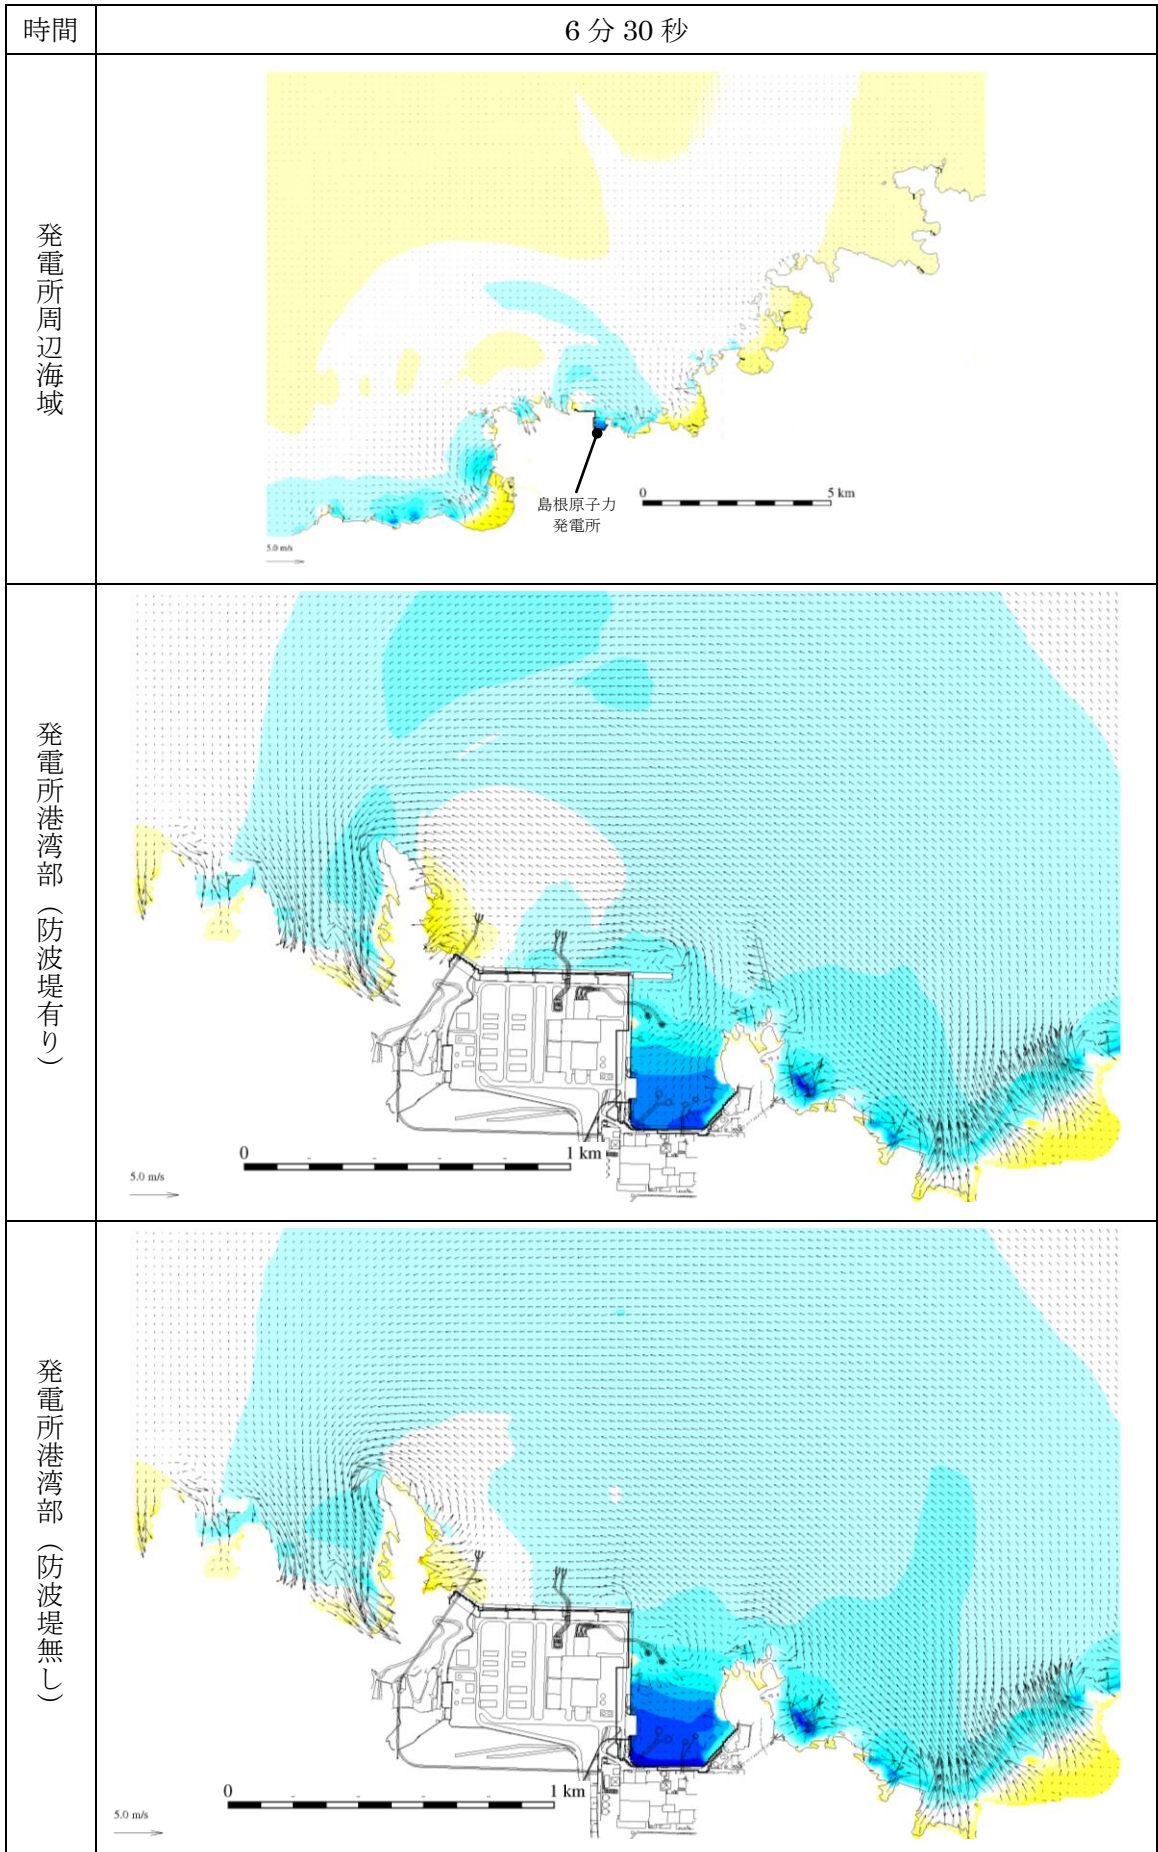 時間
6 分 30 秒
発電所周辺海域
島根原子力
発電所
0 5 km
5.0 m/s
発電所港湾部（防波堤有り）
0 1 km
5.0 m/s
発電所港湾部（防波堤無し）
0 1 km
5.0 m/s